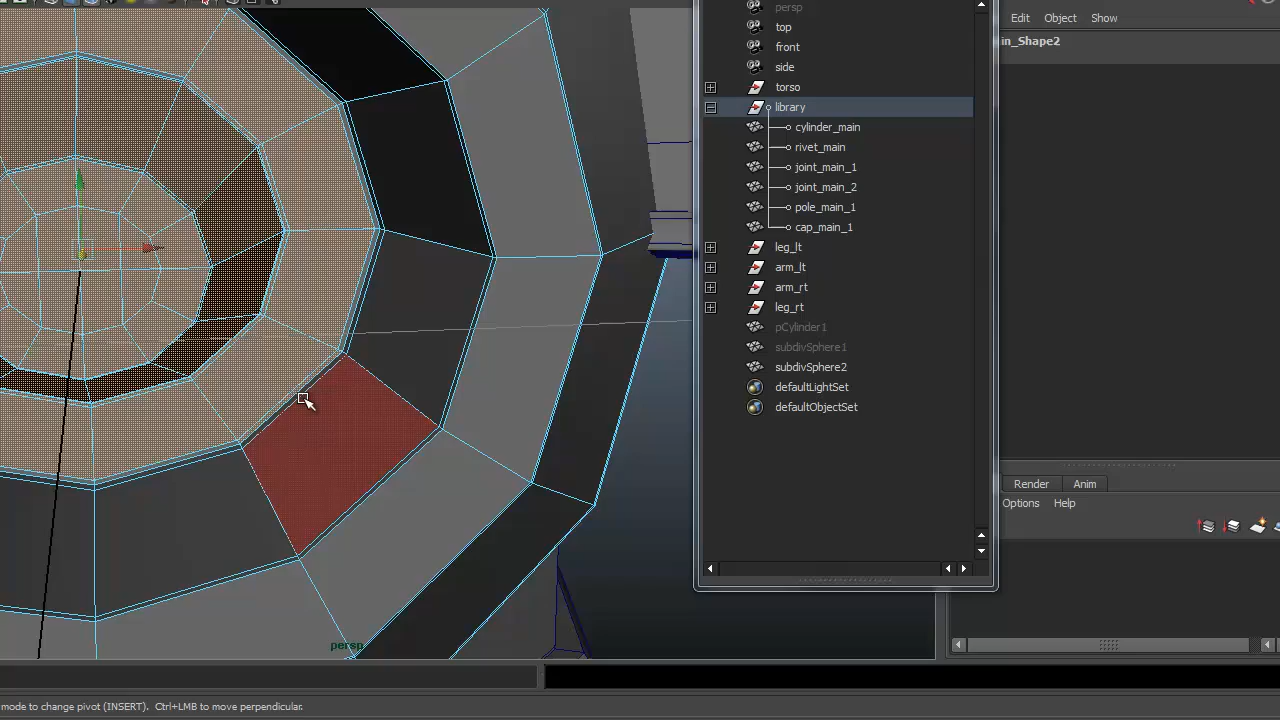 persp
top
front
side
torso
library
cylinder_main
rivet_main
joint_main_1
joint_main_2
pole_main_1
cap_main_1
leg_lt
arm_lt
arm_rt
leg_rt
pCylinder1
subdivSphere1
subdivSphere2
defaultLightSet
defaultObjectSet
Edit Object Show
in_Shape2
Render Anim
Options Help
persp
mode to change pivot (INSERT). Ctrl+LMB to move perpendicular.